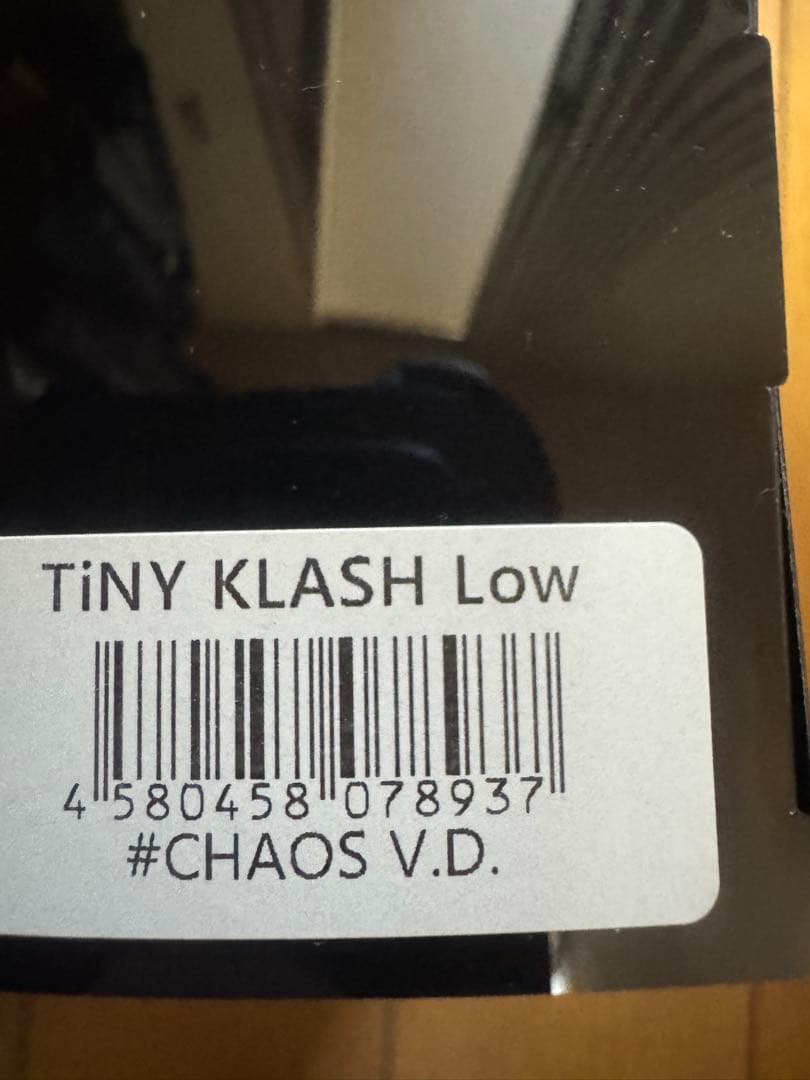 TiNY KLASH Low
4 580458 078937
#CHAOS V.D.